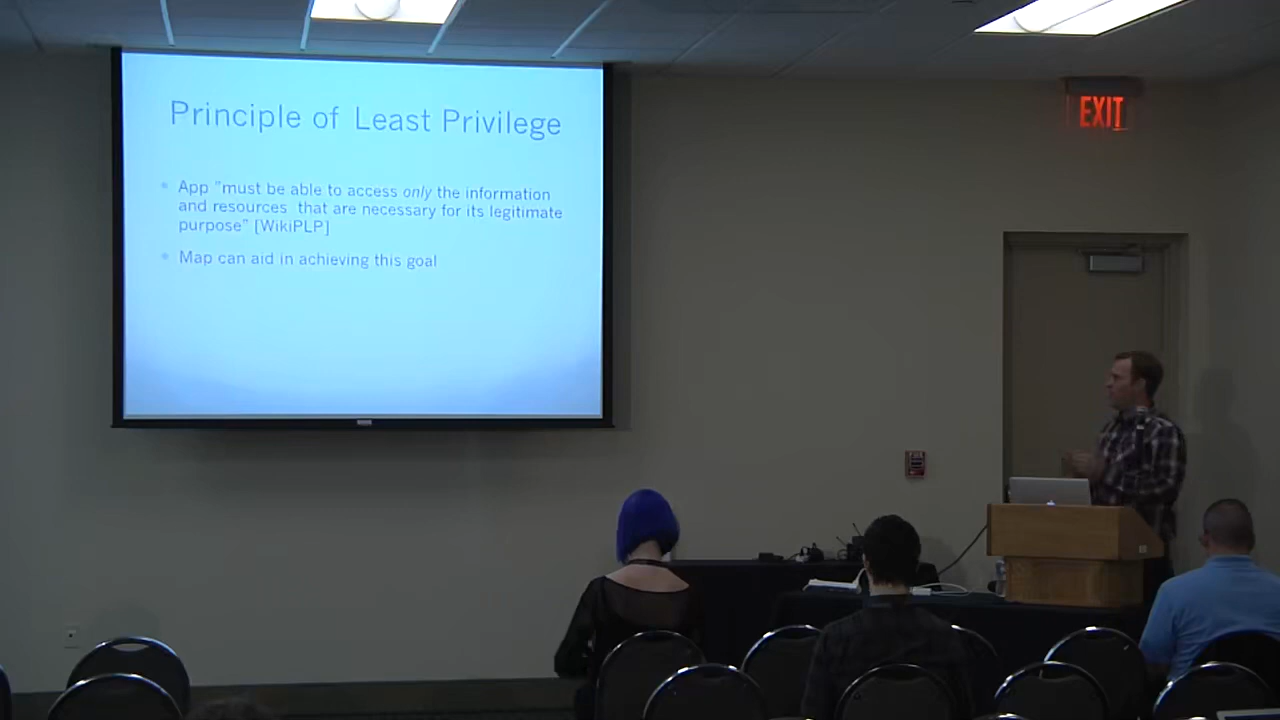 Principle of Least Privilege
App "must be able to access only the information
and resources that are necessary for its legitimate
purpose" [WikiPLP]
Map can aid in achieving this goal
EXIT